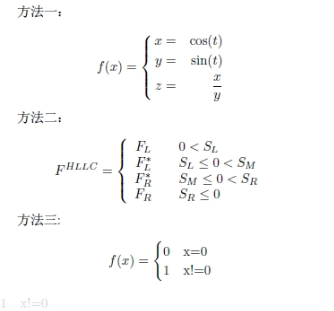 方法一：
f(x) = { x = cos(t)
y = sin(t)
z = x/y
方法二：
F^{HLLC} = { F_L 0 < S_L
F_L^* S_L ≤ 0 < S_M
F_R^* S_M ≤ 0 < S_R
F_R S_R ≤ 0
方法三:
f(x) = { 0 x=0
1 x!=0
1 x!=0